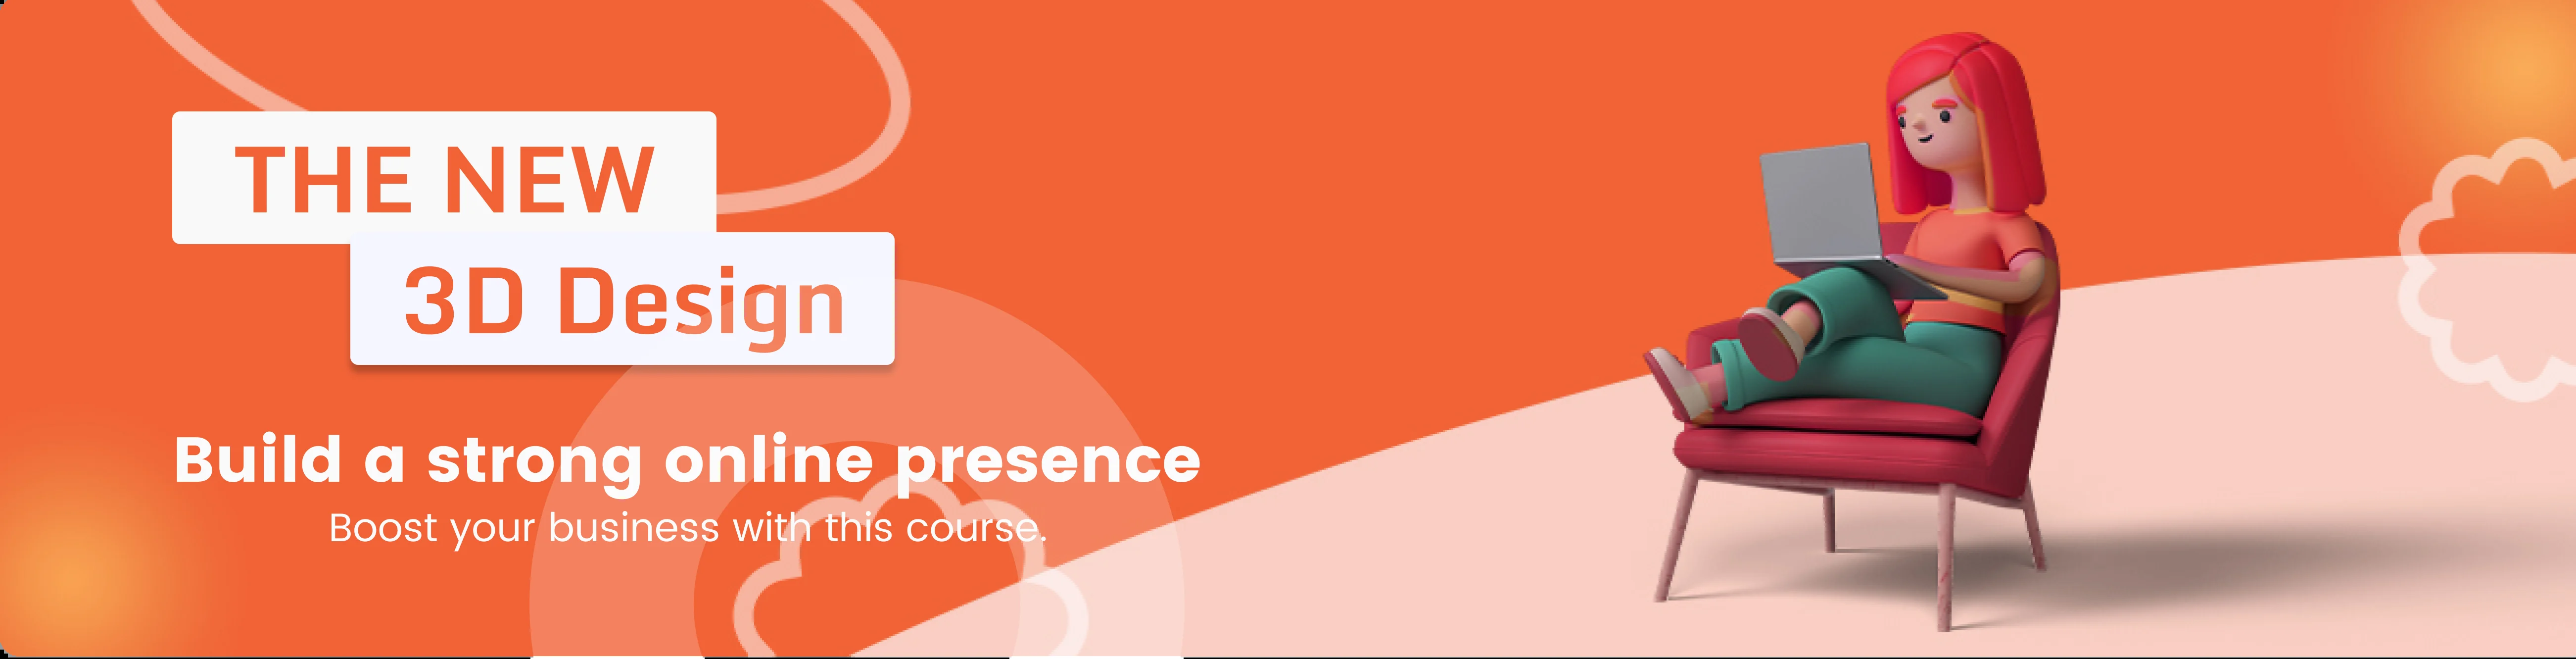 THE NEW
3D Design
Build a strong online presence
Boost your business with this course.